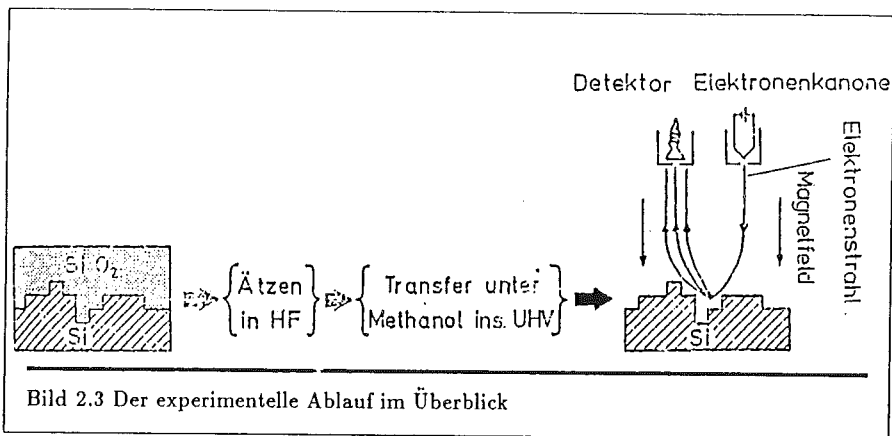 Detektor Elektronenkanone
Elektronenstrahl
Magnetfeld
SiO₂
Si
Ätzen
in HF
Transfer unter
Methanol ins UHV
Si
Bild 2.3 Der experimentelle Ablauf im Überblick